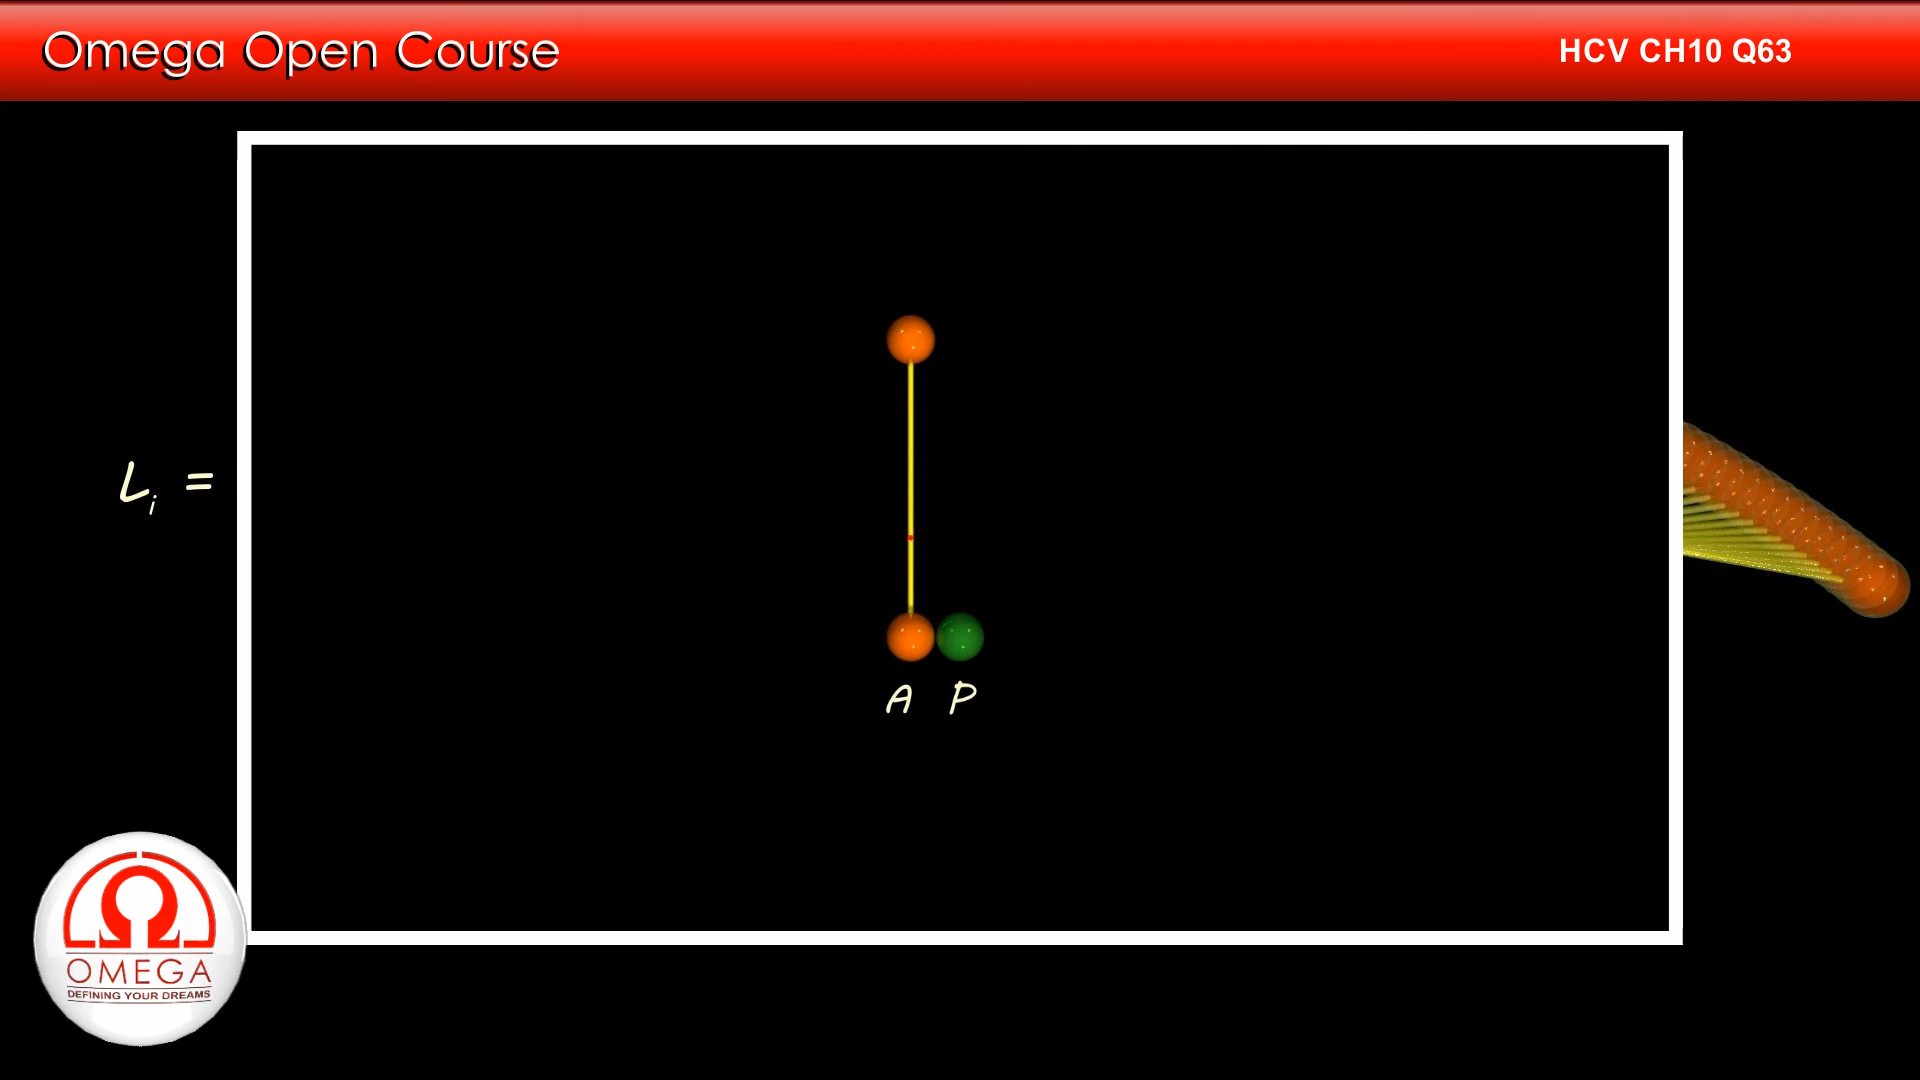 Omega Open Course
HCV CH10 Q63
Li =
A P
OMEGA
DEFINING YOUR DREAMS